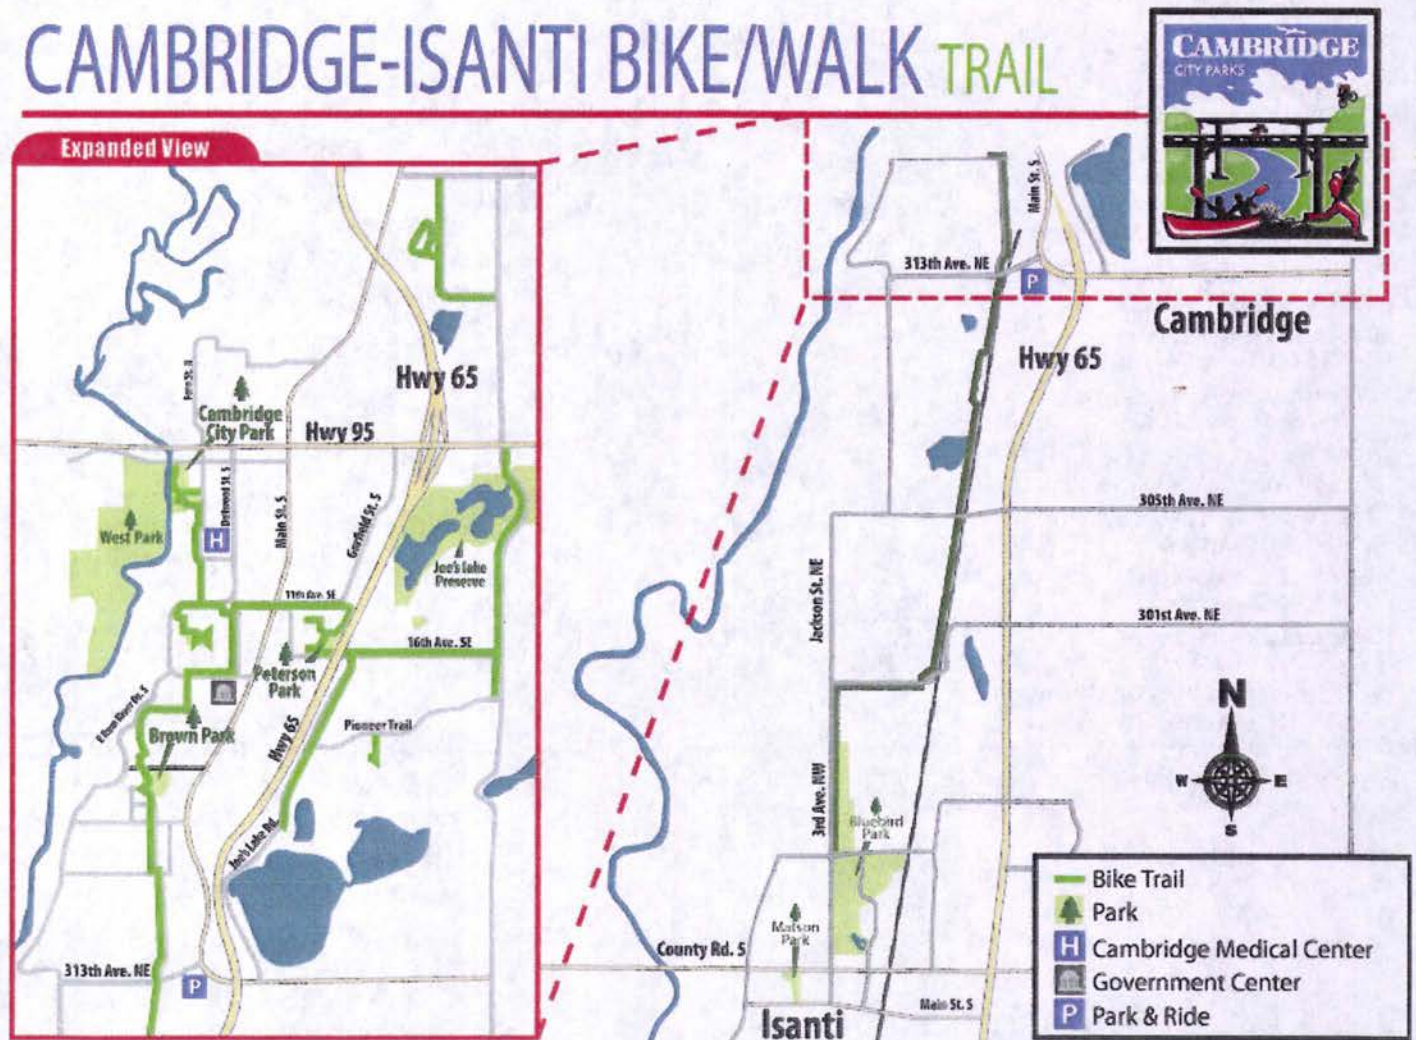 CAMBRIDGE-ISANTI BIKE/WALK TRAIL
CAMBRIDGE
CITY PARKS
Expanded View
Hwy 65
Fern St. N
Cambridge
City Park
Hwy 95
West Park
H
Dellwood St. S
Main St. S
Garfield St. S
Joe's Lake
Preserve
11th Ave. SE
16th Ave. SE
Peterson
Park
Brown Park
Hwy 65
Pioneer Trail
Joe's Lake Rd.
313th Ave. NE
P
Main St. S
313th Ave. NE
P
Cambridge
Hwy 65
305th Ave. NE
Jackson St. NE
301st Ave. NE
3rd Ave. NW
Bluebird
Park
Matson
Park
County Rd. 5
Main St. S
Isanti
N
W
E
S
Bike Trail
Park
H Cambridge Medical Center
Government Center
P Park & Ride